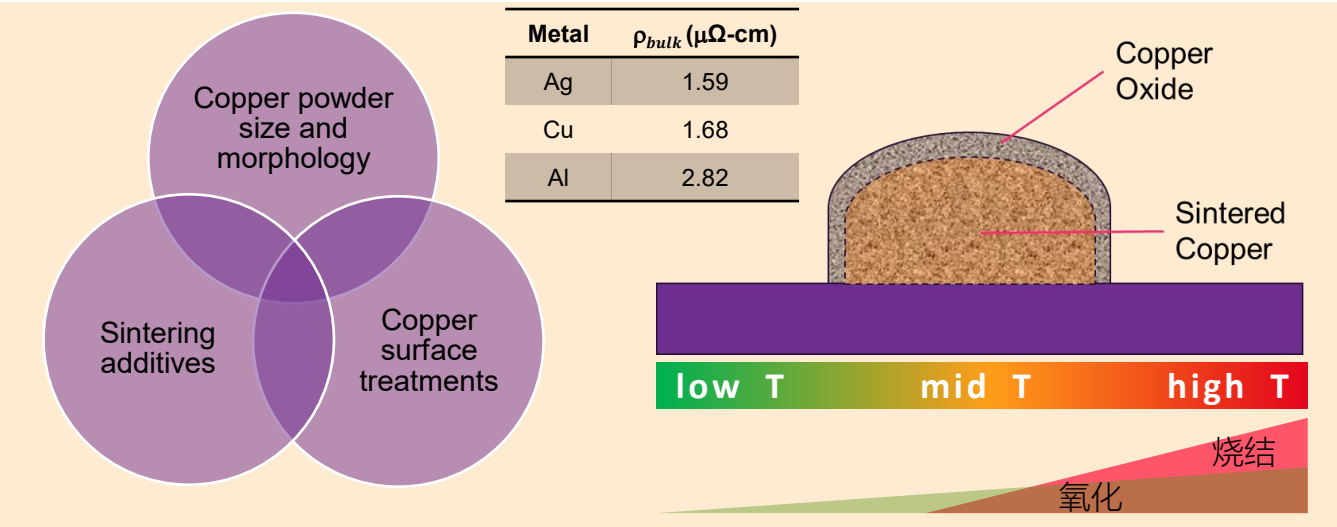 Copper powder
size and
morphology
Sintering
additives
Copper
surface
treatments
Metal ρbulk (μΩ-cm)
Ag 1.59
Cu 1.68
Al 2.82
Copper
Oxide
Sintered
Copper
low T mid T high T
烧结
氧化